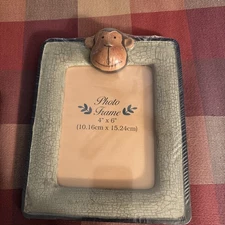 Photo
Frame
4" x 6"
(10.16cm x 15.24cm)